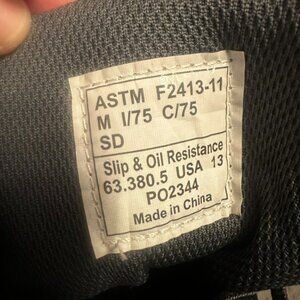 ASTM F2413-11
M I/75 C/75
SD
Slip & Oil Resistance
63.380.5 USA 13
PO2344
Made in China